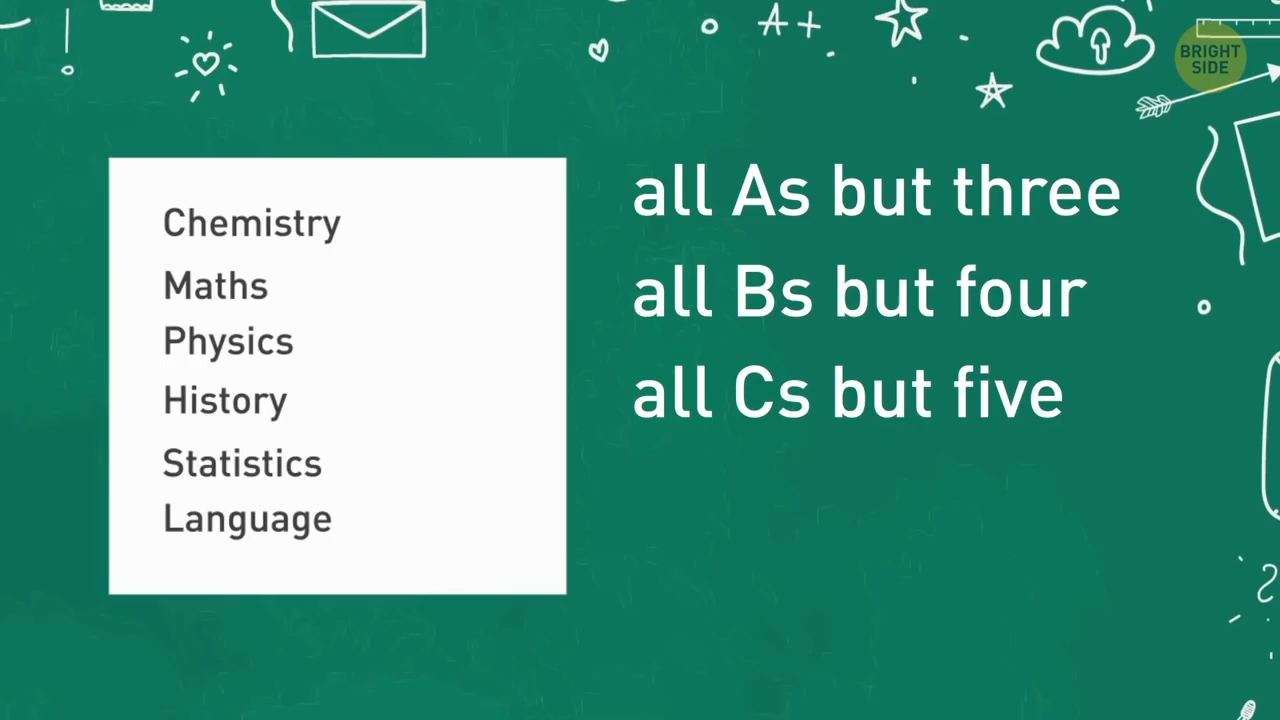 A+
BRIGHT
SIDE
Chemistry
Maths
Physics
History
Statistics
Language
all As but three
all Bs but four
all Cs but five